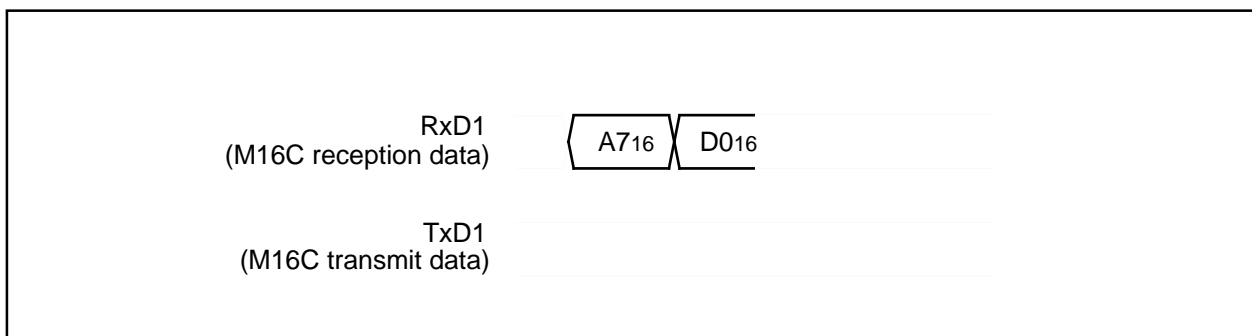 RxD1
(M16C reception data)
A716 D016
TxD1
(M16C transmit data)